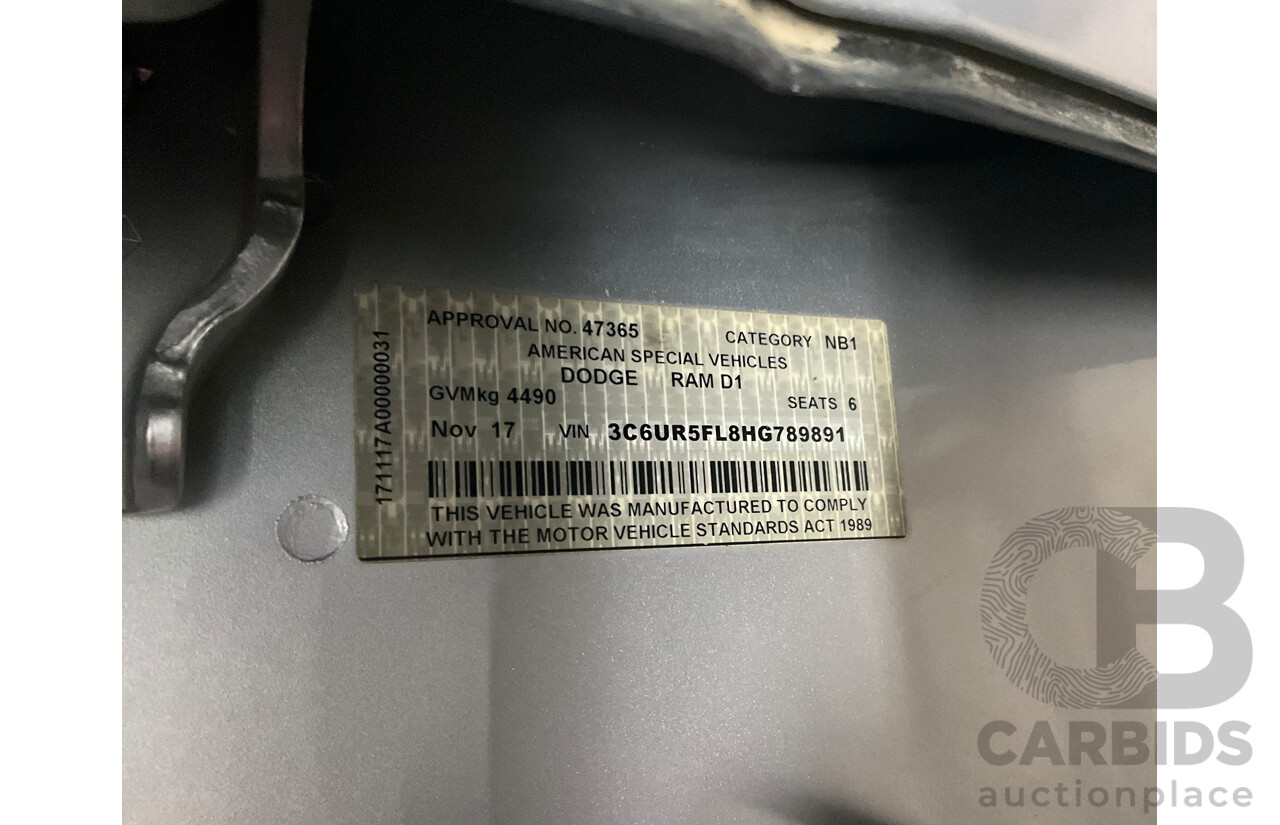 APPROVAL NO. 47365 CATEGORY NB1
AMERICAN SPECIAL VEHICLES
DODGE RAM D1
GVMkg 4490 SEATS 6
Nov 17 VIN 3C6UR5FL8HG789891
THIS VEHICLE WAS MANUFACTURED TO COMPLY
WITH THE MOTOR VEHICLE STANDARDS ACT 1989
171117A00000031
CB
CARBIDS
auctionplace